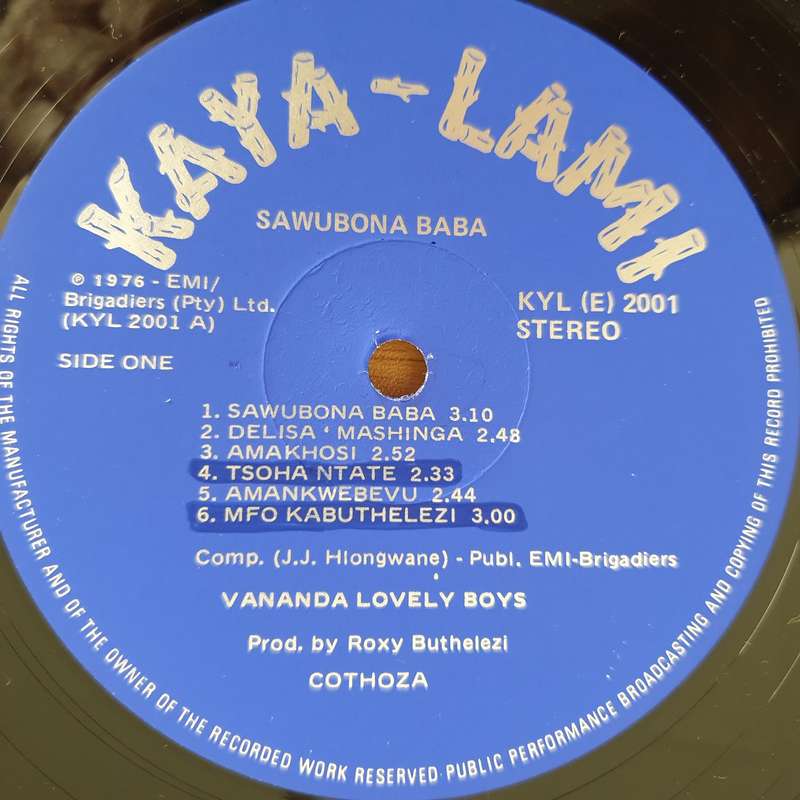 KAYA-LAMI
SAWUBONA BABA
℗ 1976 - EMI/
Brigadiers (Pty) Ltd.
(KYL 2001 A)
KYL (E) 2001
STEREO
SIDE ONE
1. SAWUBONA BABA 3.10
2. DELISA ‘ MASHINGA 2.48
3. AMAKHOSI 2.52
4. TSOHA NTATE 2.33
5. AMANKWEBEVU 2.44
6. MFO KABUTHELEZI 3.00
Comp. (J.J. Hlongwane) - Publ. EMI-Brigadiers
VANANDA LOVELY BOYS
Prod. by Roxy Buthelezi
COTHOZA
ALL RIGHTS OF THE MANUFACTURER AND OF THE OWNER OF THE RECORDED WORK RESERVED PUBLIC PERFORMANCE BROADCASTING AND COPYING OF THIS RECORD PROHIBITED